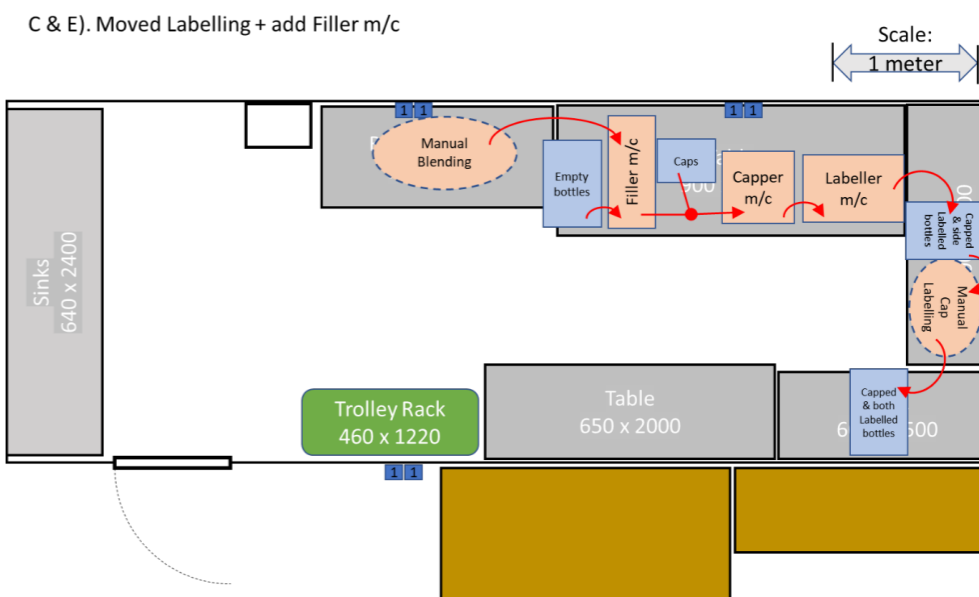 C & E). Moved Labelling + add Filler m/c
Scale:
1 meter
1 1
1 1
Manual
Blending
Empty
bottles
Filler m/c
Caps
900
Capper
m/c
Labeller
m/c
Capped
& side
Labelled
bottles
Manual
Cap
Labelling
Sinks
640 x 2400
Trolley Rack
460 x 1220
Table
650 x 2000
Capped
& both
Labelled
bottles
1 1